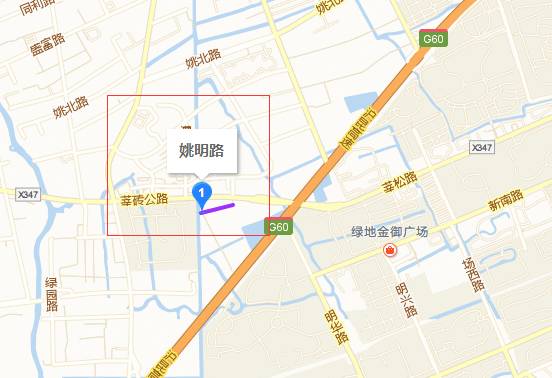 同利路
盅富路
姚北路
姚北路
姚北路
G60
沪昆高速
姚明路
1
X347
莘砖公路
G60
莘松路
X347
新南路
绿地金御广场
绿园路
场西路
明兴路
明华路
沪昆高速